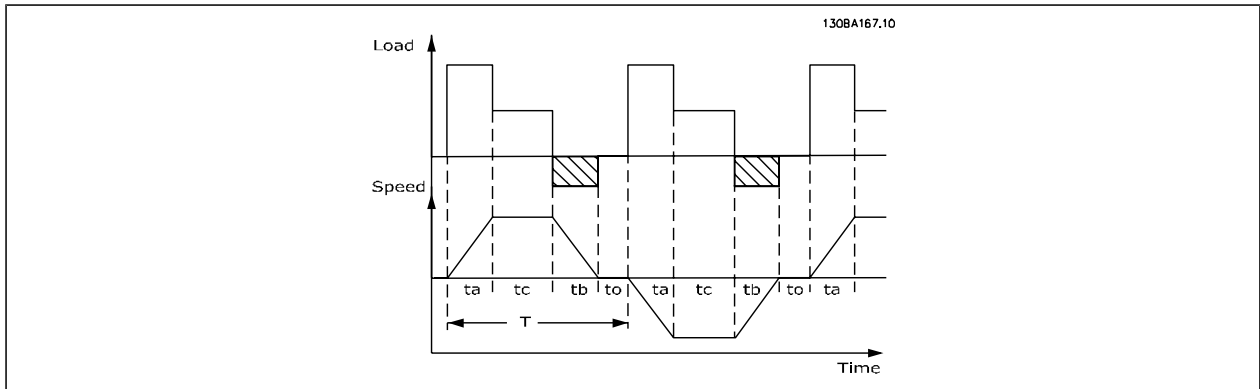 130BA167.10
Load
Speed
ta tc tb to ta tc tb to ta
T
Time